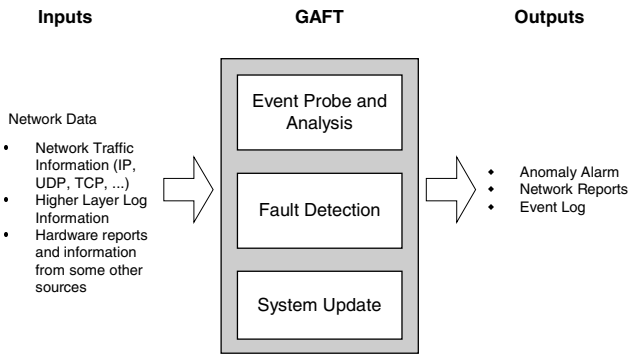 Inputs
GAFT
Outputs
Network Data
• Network Traffic
Information (IP,
UDP, TCP, ...)
• Higher Layer Log
Information
• Hardware reports
and information
from some other
sources
Event Probe and
Analysis
Fault Detection
System Update
◆ Anomaly Alarm
◆ Network Reports
◆ Event Log